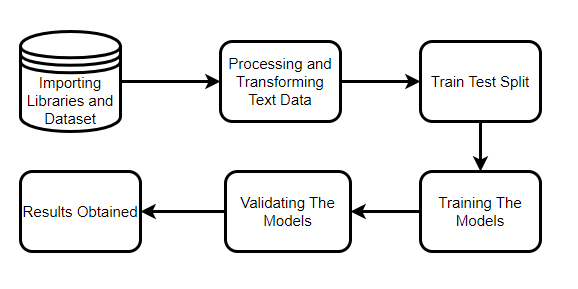 Importing
Libraries and
Dataset
Processing and
Transforming
Text Data
Train Test Split
Training The
Models
Validating The
Models
Results Obtained